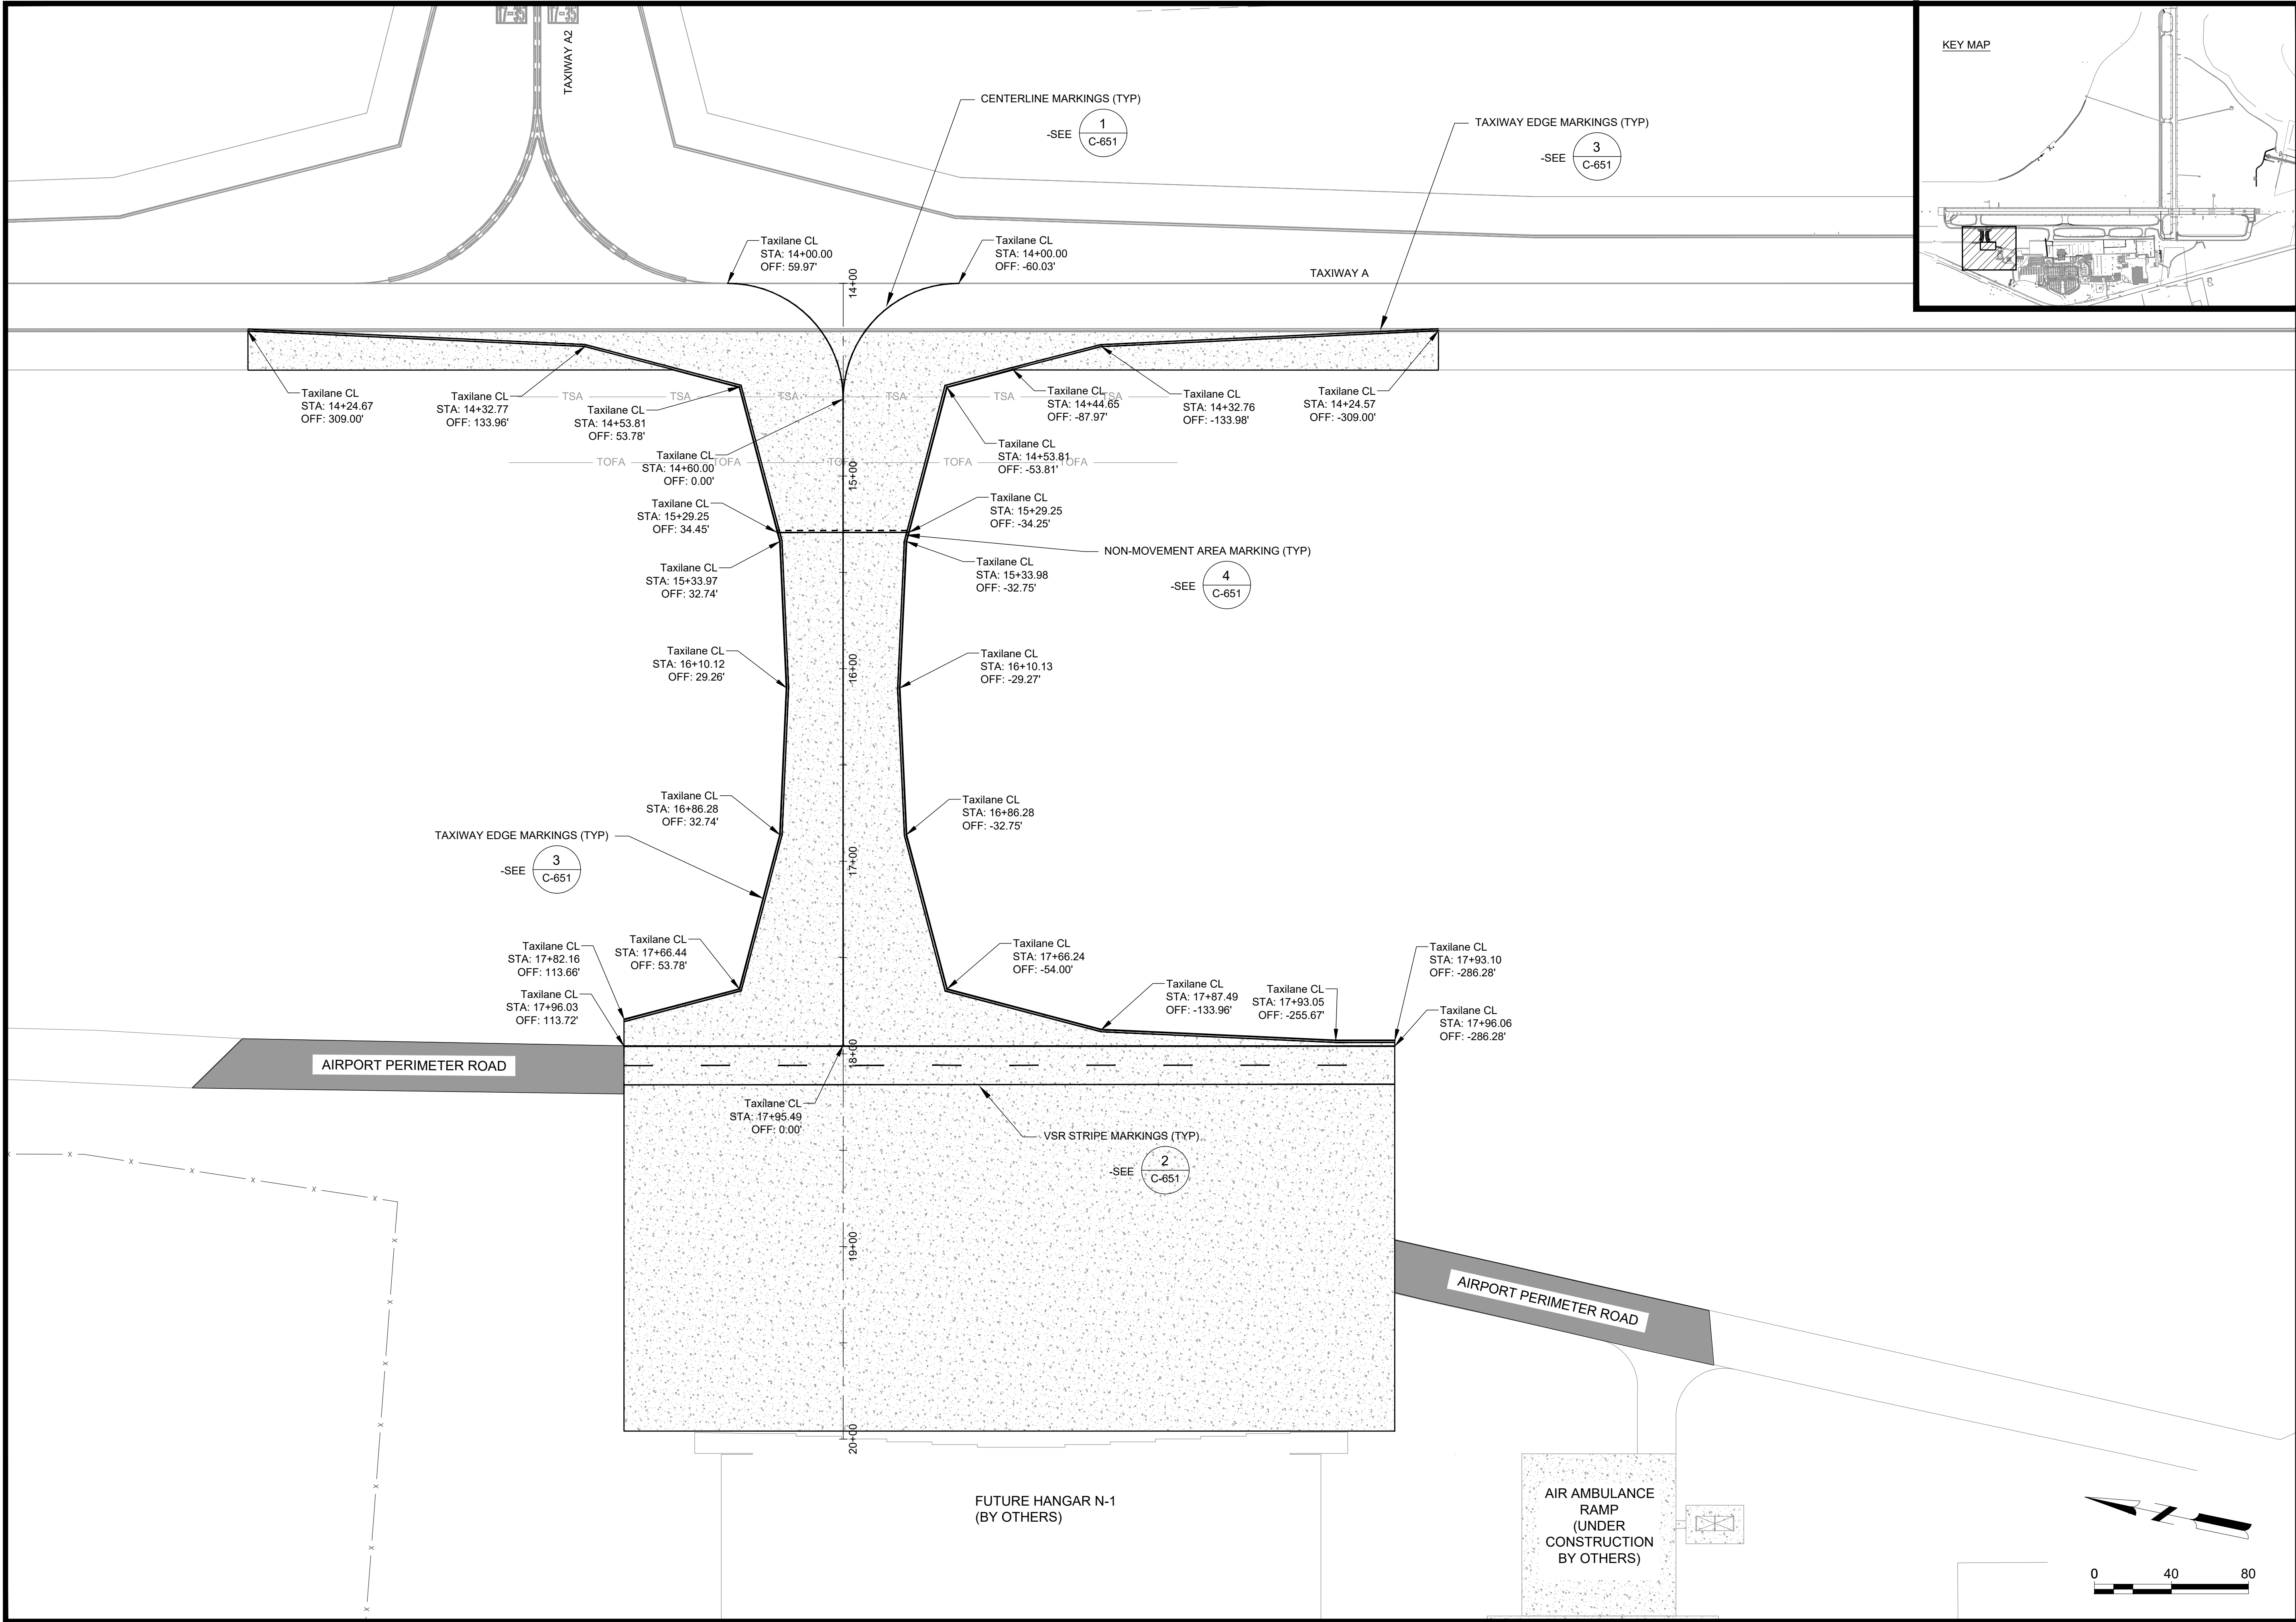 17-35
17-35
TAXIWAY A2
KEY MAP
CENTERLINE MARKINGS (TYP)
-SEE
1
C-651
TAXIWAY EDGE MARKINGS (TYP)
-SEE
3
C-651
Taxilane CL
STA: 14+00.00
OFF: 59.97'
Taxilane CL
STA: 14+00.00
OFF: -60.03'
14+00
TAXIWAY A
Taxilane CL
STA: 14+24.67
OFF: 309.00'
Taxilane CL
STA: 14+32.77
OFF: 133.96'
TSA
TSA
TSA
TSA
TSA
TSA
Taxilane CL
STA: 14+53.81
OFF: 53.78'
Taxilane CL
STA: 14+44.65
OFF: -87.97'
Taxilane CL
STA: 14+32.76
OFF: -133.98'
Taxilane CL
STA: 14+24.57
OFF: -309.00'
Taxilane CL
STA: 14+60.00
OFF: 0.00'
Taxilane CL
STA: 14+53.81
OFF: -53.81'
TOFA
TOFA
TOFA
TOFA
TOFA
15+00
Taxilane CL
STA: 15+29.25
OFF: 34.45'
Taxilane CL
STA: 15+29.25
OFF: -34.25'
NON-MOVEMENT AREA MARKING (TYP)
-SEE
4
C-651
Taxilane CL
STA: 15+33.97
OFF: 32.74'
Taxilane CL
STA: 15+33.98
OFF: -32.75'
Taxilane CL
STA: 16+10.12
OFF: 29.26'
16+00
Taxilane CL
STA: 16+10.13
OFF: -29.27'
Taxilane CL
STA: 16+86.28
OFF: 32.74'
Taxilane CL
STA: 16+86.28
OFF: -32.75'
TAXIWAY EDGE MARKINGS (TYP)
-SEE
3
C-651
17+00
Taxilane CL
STA: 17+82.16
OFF: 113.66'
Taxilane CL
STA: 17+66.44
OFF: 53.78'
Taxilane CL
STA: 17+66.24
OFF: -54.00'
Taxilane CL
STA: 17+93.10
OFF: -286.28'
Taxilane CL
STA: 17+96.03
OFF: 113.72'
Taxilane CL
STA: 17+87.49
OFF: -133.96'
Taxilane CL
STA: 17+93.05
OFF: -255.67'
Taxilane CL
STA: 17+96.06
OFF: -286.28'
18+00
AIRPORT PERIMETER ROAD
Taxilane CL
STA: 17+95.49
OFF: 0.00'
VSR STRIPE MARKINGS (TYP)
-SEE
2
C-651
19+00
AIRPORT PERIMETER ROAD
20+00
FUTURE HANGAR N-1
(BY OTHERS)
AIR AMBULANCE
RAMP
(UNDER
CONSTRUCTION
BY OTHERS)
0 40 80